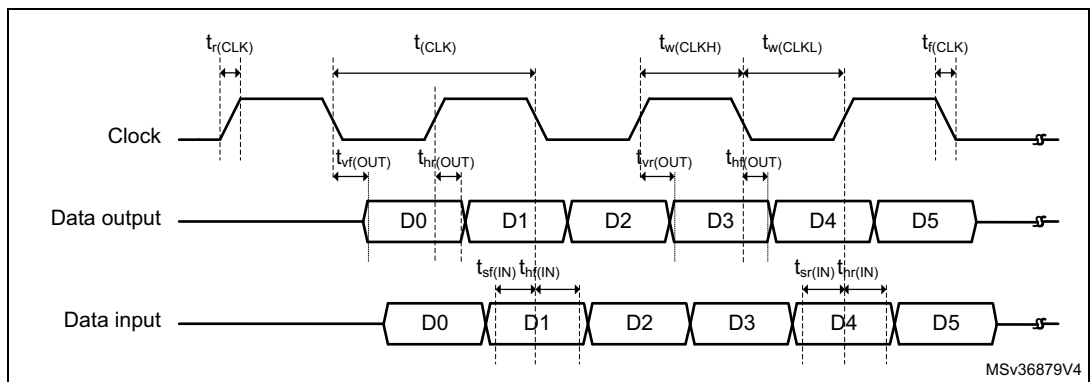 tr(CLK) t(CLK) tw(CLKH) tw(CLKL) tf(CLK)
Clock
tvf(OUT) thr(OUT) tvr(OUT) thf(OUT)
Data output D0 D1 D2 D3 D4 D5
tsf(IN) thf(IN) tsr(IN) thr(IN)
Data input D0 D1 D2 D3 D4 D5
MSv36879V4